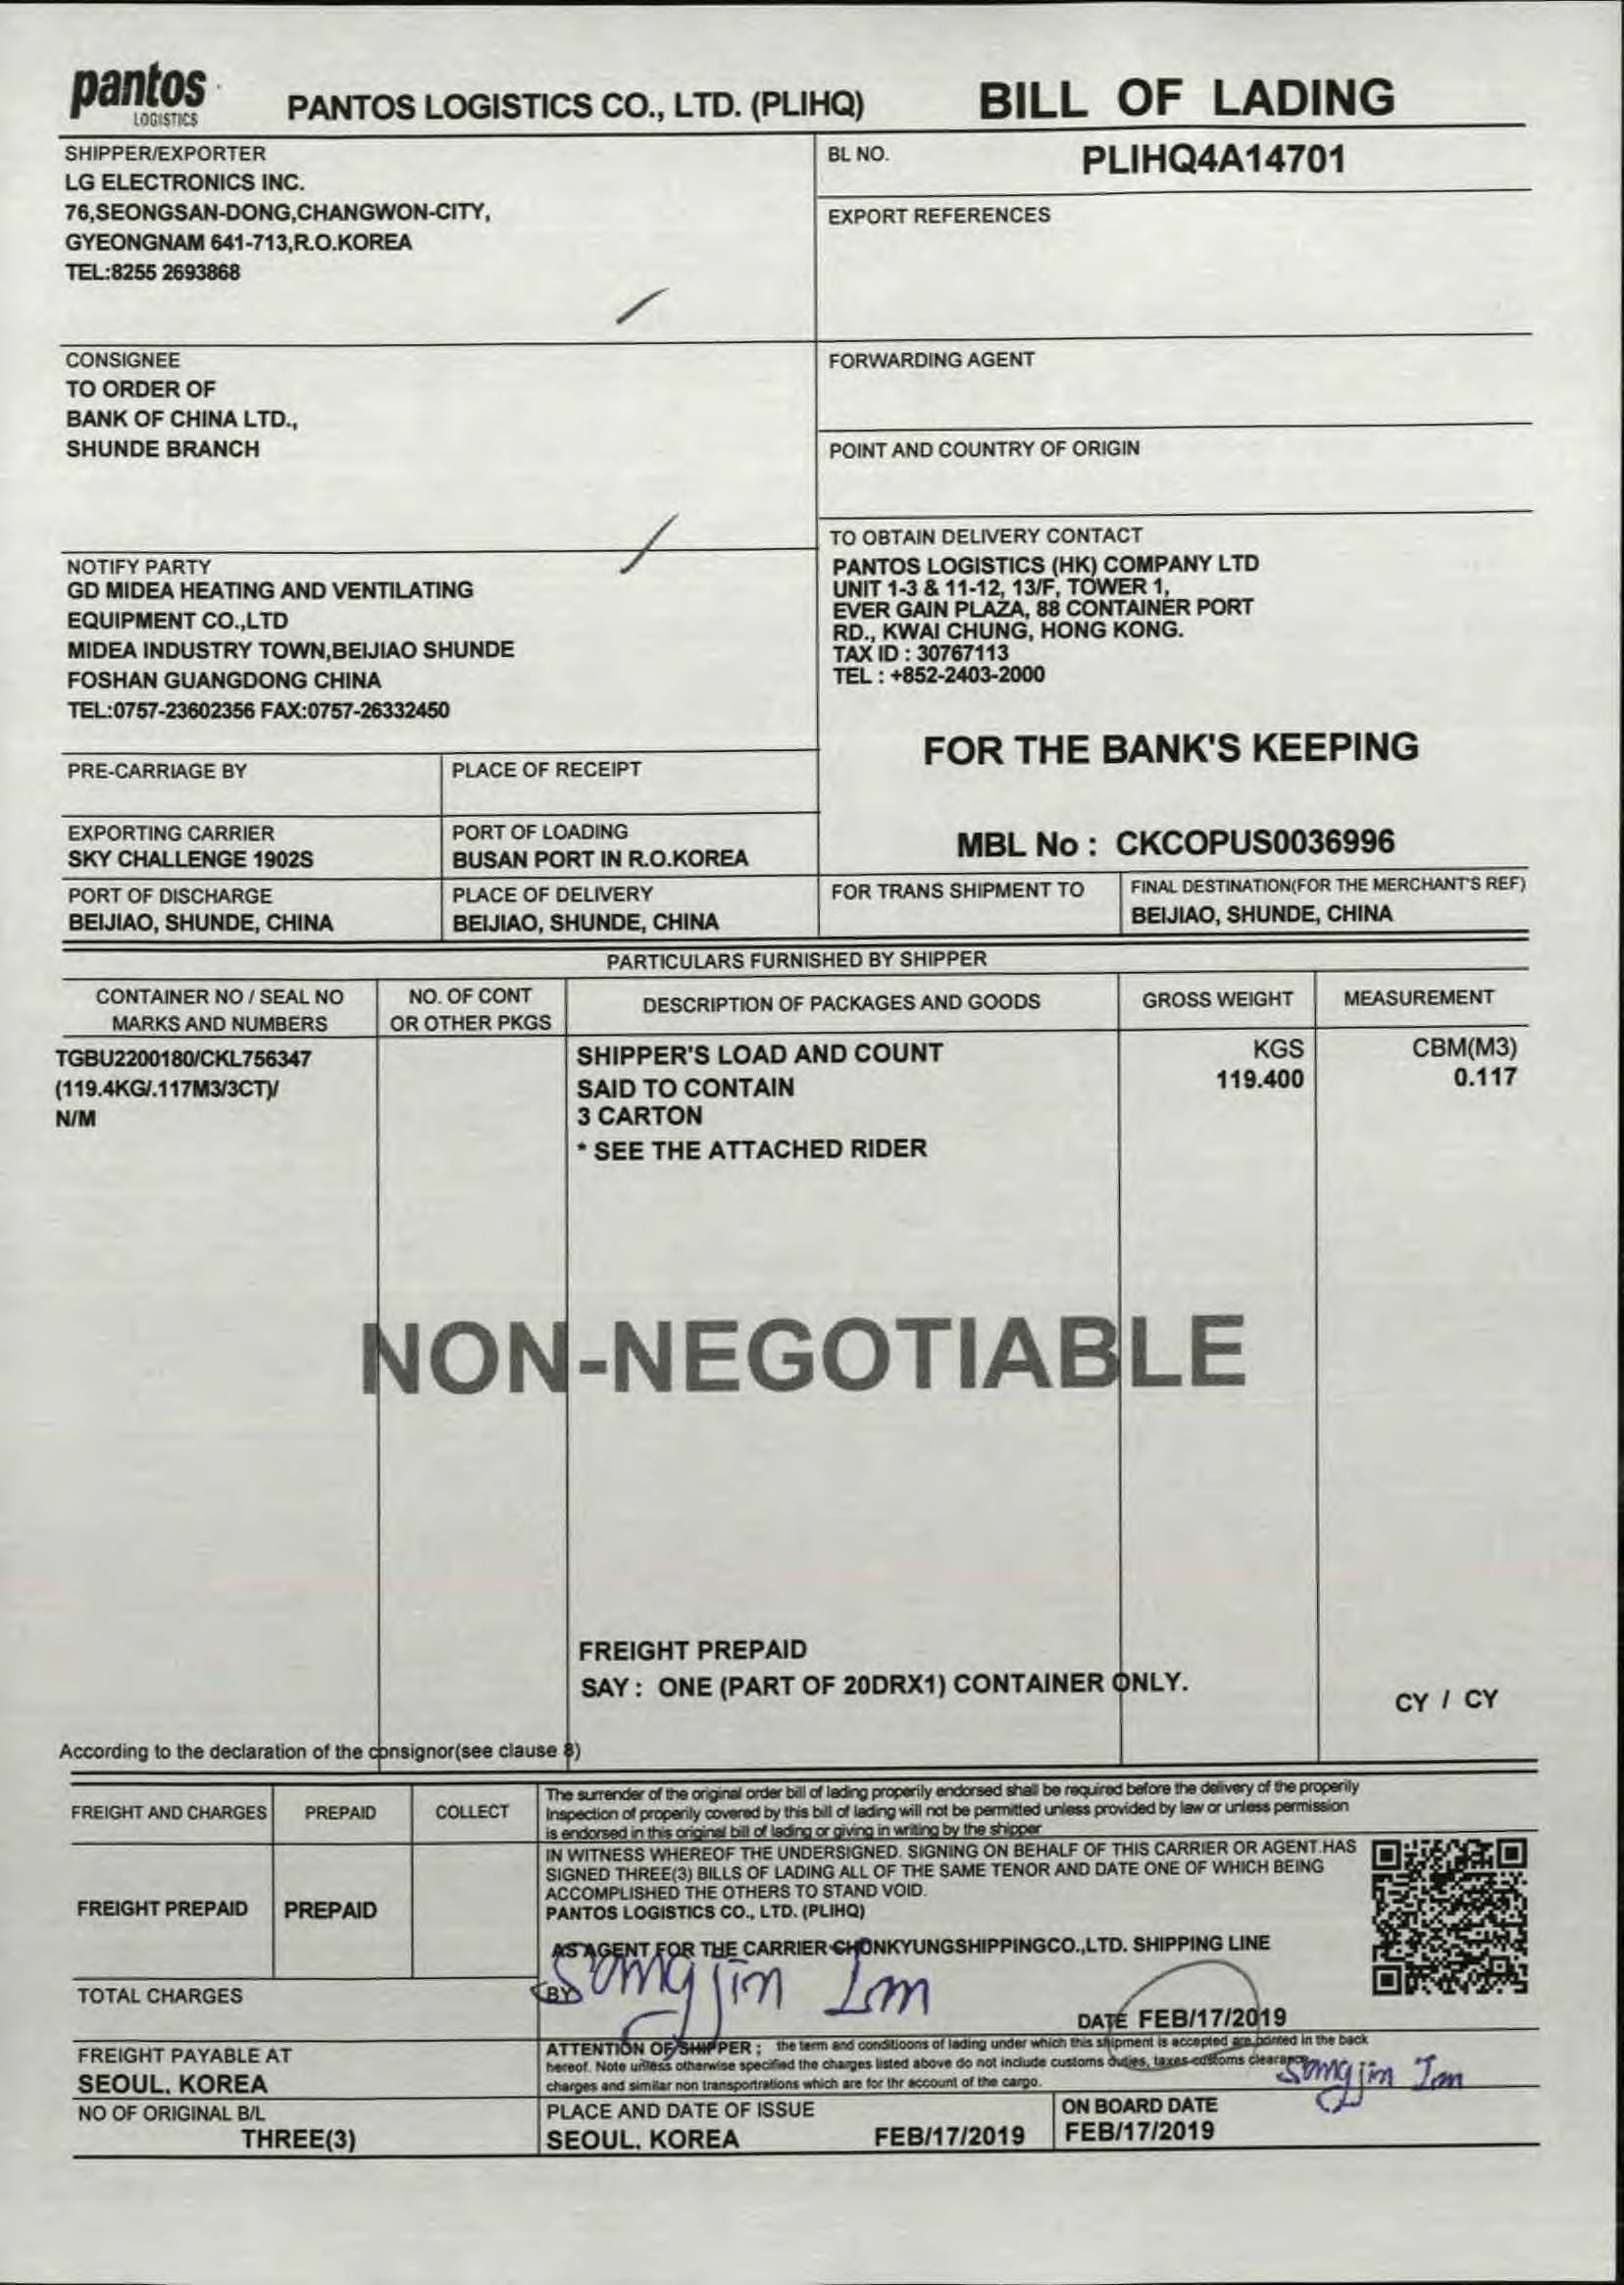 pantos
LOGISTICS
PANTOS LOGISTICS CO., LTD. (PLIHQ)
BILL OF LADING
SHIPPER/EXPORTER
LG ELECTRONICS INC.
76,SEONGSAN-DONG,CHANGWON-CITY,
GYEONGNAM 641-713,R.O.KOREA
TEL:8255 2693868
BL NO.
PLIHQ4A14701
EXPORT REFERENCES
CONSIGNEE
TO ORDER OF
BANK OF CHINA LTD.,
SHUNDE BRANCH
FORWARDING AGENT
POINT AND COUNTRY OF ORIGIN
NOTIFY PARTY
GD MIDEA HEATING AND VENTILATING
EQUIPMENT CO.,LTD
MIDEA INDUSTRY TOWN,BEIJIAO SHUNDE
FOSHAN GUANGDONG CHINA
TEL:0757-23602356 FAX:0757-26332450
TO OBTAIN DELIVERY CONTACT
PANTOS LOGISTICS (HK) COMPANY LTD
UNIT 1-3 & 11-12, 13/F, TOWER 1,
EVER GAIN PLAZA, 88 CONTAINER PORT
RD., KWAI CHUNG, HONG KONG.
TAX ID : 30767113
TEL : +852-2403-2000
FOR THE BANK'S KEEPING
MBL No : CKCOPUS0036996
PRE-CARRIAGE BY
PLACE OF RECEIPT
EXPORTING CARRIER
SKY CHALLENGE 1902S
PORT OF LOADING
BUSAN PORT IN R.O.KOREA
PORT OF DISCHARGE
BEIJIAO, SHUNDE, CHINA
PLACE OF DELIVERY
BEIJIAO, SHUNDE, CHINA
FOR TRANS SHIPMENT TO
FINAL DESTINATION(FOR THE MERCHANT'S REF)
BEIJIAO, SHUNDE, CHINA
PARTICULARS FURNISHED BY SHIPPER
CONTAINER NO / SEAL NO
MARKS AND NUMBERS
NO. OF CONT
OR OTHER PKGS
DESCRIPTION OF PACKAGES AND GOODS
GROSS WEIGHT
MEASUREMENT
TGBU2200180/CKL756347
(119.4KG/.117M3/3CT)/
N/M
SHIPPER'S LOAD AND COUNT
SAID TO CONTAIN
3 CARTON
* SEE THE ATTACHED RIDER
KGS
119.400
CBM(M3)
0.117
NON-NEGOTIABLE
FREIGHT PREPAID
SAY : ONE (PART OF 20DRX1) CONTAINER ONLY.
CY / CY
According to the declaration of the consignor(see clause 8)
FREIGHT AND CHARGES
PREPAID
COLLECT
The surrender of the original order bill of lading properily endorsed shall be required before the delivery of the properily
Inspection of properily covered by this bill of lading will not be permitted unless provided by law or unless permission
is endorsed in this original bill of lading or giving in writing by the shipper
FREIGHT PREPAID
PREPAID
IN WITNESS WHEREOF THE UNDERSIGNED. SIGNING ON BEHALF OF THIS CARRIER OR AGENT.HAS
SIGNED THREE(3) BILLS OF LADING ALL OF THE SAME TENOR AND DATE ONE OF WHICH BEING
ACCOMPLISHED THE OTHERS TO STAND VOID.
PANTOS LOGISTICS CO., LTD. (PLIHQ)
AS AGENT FOR THE CARRIER CHONKYUNGSHIPPINGCO.,LTD. SHIPPING LINE
TOTAL CHARGES
BY
Songjin Im
DATE FEB/17/2019
FREIGHT PAYABLE AT
SEOUL, KOREA
ATTENTION OF SHIPPER ; the term and conditioons of lading under which this shipment is accepted are ponted in the back
hereof. Note unless otherwise specified the charges listed above do not include customs duties, taxes customs clearance
charges and similar non transportrations which are for thr account of the cargo.
Songjin Im
NO OF ORIGINAL B/L
THREE(3)
PLACE AND DATE OF ISSUE
SEOUL, KOREA FEB/17/2019
ON BOARD DATE
FEB/17/2019